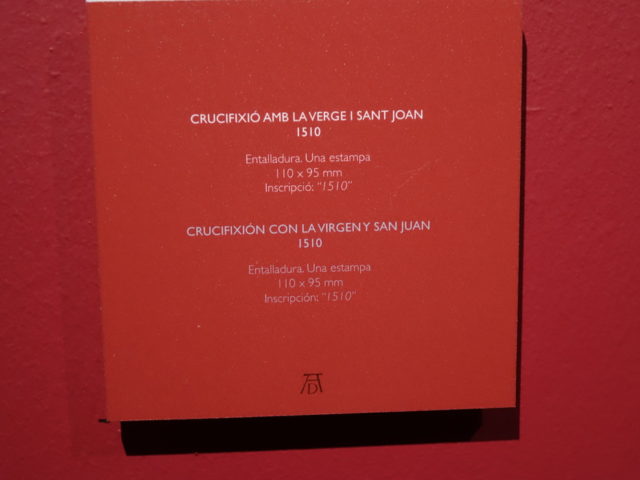 CRUCIFIXIÓ AMB LA VERGE I SANT JOAN
1510
Entalladura. Una estampa
110 x 95 mm
Inscripció: “1510”
CRUCIFIXIÓN CON LA VIRGEN Y SAN JUAN
1510
Entalladura. Una estampa
110 x 95 mm
Inscripción: “1510”
AD